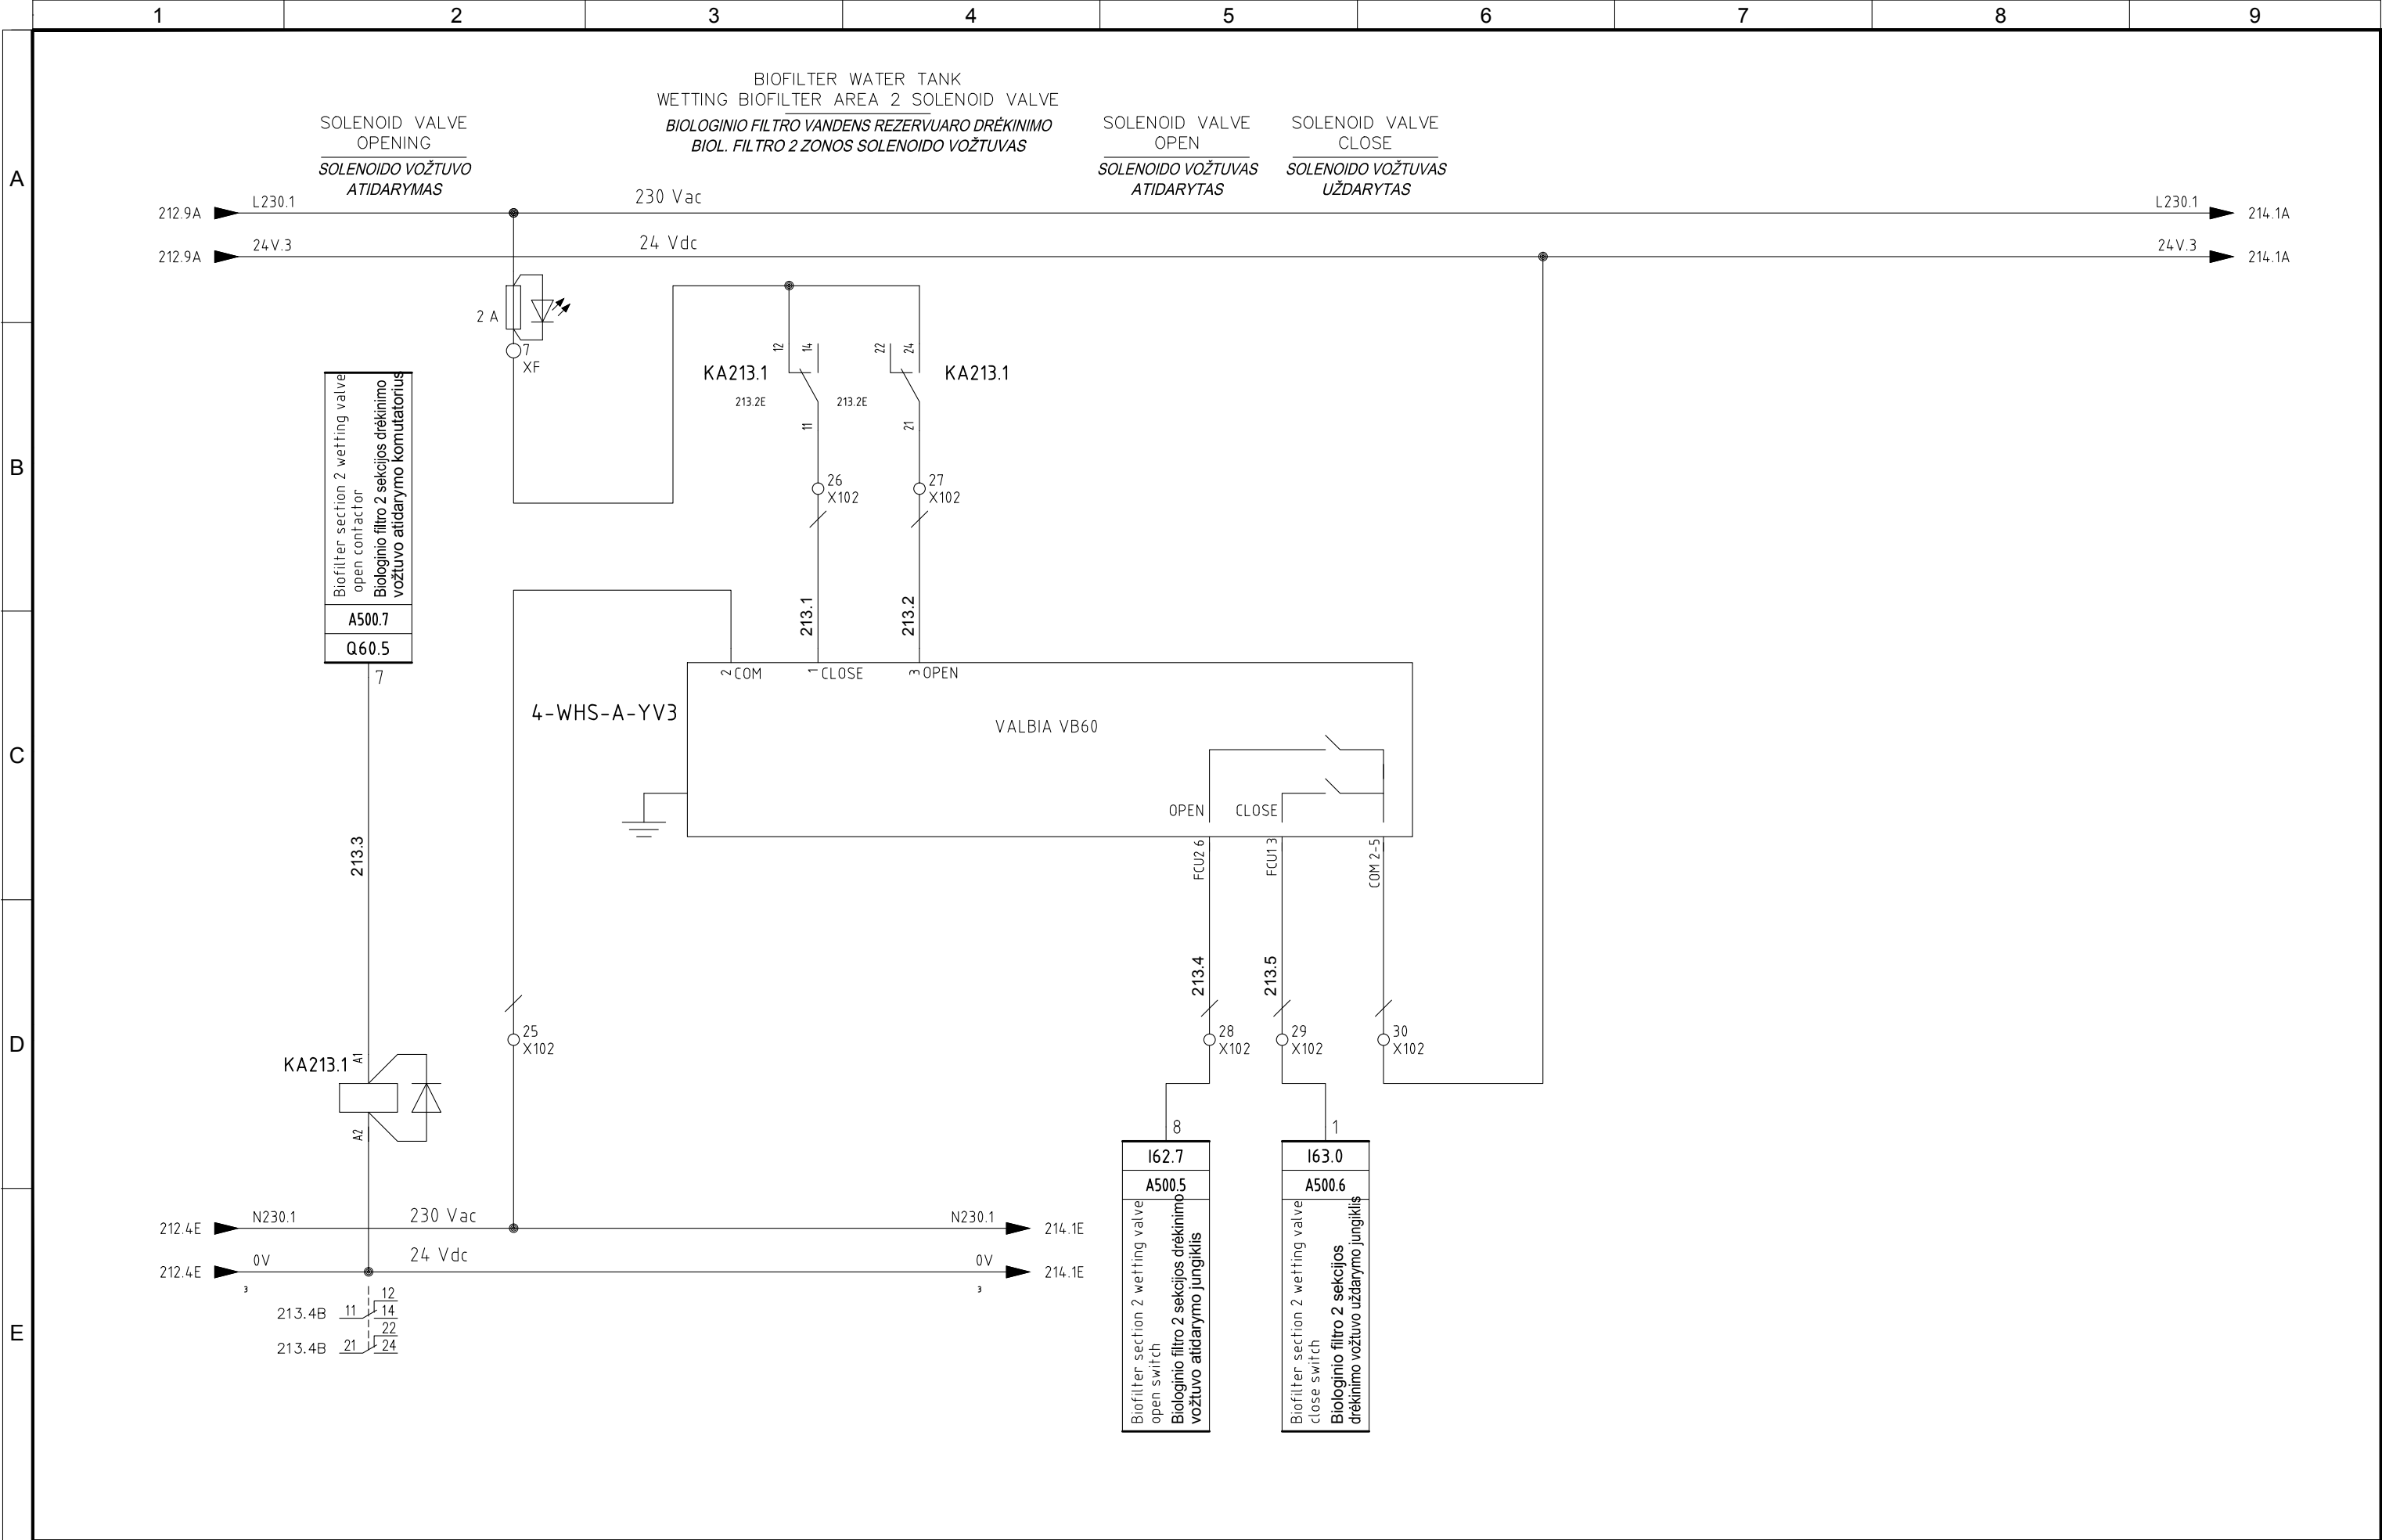 1
2
3
4
5
6
7
8
9
A
B
C
D
E
BIOFILTER WATER TANK
WETTING BIOFILTER AREA 2 SOLENOID VALVE
BIOLOGINIO FILTRO VANDENS REZERVUARO DRĖKINIMO
BIOL. FILTRO 2 ZONOS SOLENOIDO VOŽTUVAS
SOLENOID VALVE
OPENING
SOLENOIDO VOŽTUVO
ATIDARYMAS
SOLENOID VALVE
OPEN
SOLENOIDO VOŽTUVAS
ATIDARYTAS
SOLENOID VALVE
CLOSE
SOLENOIDO VOŽTUVAS
UŽDARYTAS
212.9A
L230.1
230 Vac
L230.1
214.1A
212.9A
24V.3
24 Vdc
24V.3
214.1A
2 A
7
XF
12
14
KA213.1
213.2E
11
22
24
KA213.1
213.2E
21
26
X102
27
X102
213.1
213.2
Biofilter section 2 wetting valve
open contactor
Biologinio filtro 2 sekcijos drėkinimo
vožtuvo atidarymo komutatorius
A500.7
Q60.5
7
2 COM
1 CLOSE
3 OPEN
4-WHS-A-YV3
VALBIA VB60
OPEN
CLOSE
FCU2 6
FCU1 3
COM 2-5
213.3
213.4
213.5
25
X102
28
X102
29
X102
30
X102
KA213.1
A1
A2
8
I62.7
A500.5
Biofilter section 2 wetting valve
open switch
Biologinio filtro 2 sekcijos drėkinimo
vožtuvo atidarymo jungiklis
1
I63.0
A500.6
Biofilter section 2 wetting valve
close switch
Biologinio filtro 2 sekcijos
drėkinimo vožtuvo uždarymo jungiklis
212.4E
N230.1
230 Vac
N230.1
214.1E
212.4E
0V
24 Vdc
0V
214.1E
3
3
213.4B
11
12
14
213.4B
21
22
24